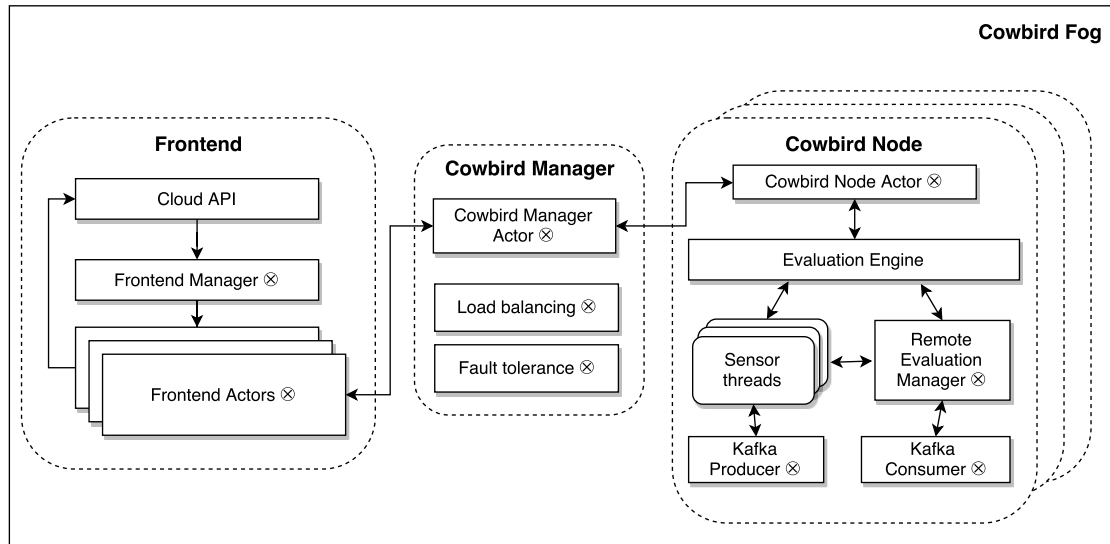 Cowbird Fog
Frontend
Cloud API
Frontend Manager ⊗
Frontend Actors ⊗
Cowbird Manager
Cowbird Manager
Actor ⊗
Load balancing ⊗
Fault tolerance ⊗
Cowbird Node
Cowbird Node Actor ⊗
Evaluation Engine
Sensor
threads
Remote
Evaluation
Manager ⊗
Kafka
Producer ⊗
Kafka
Consumer ⊗